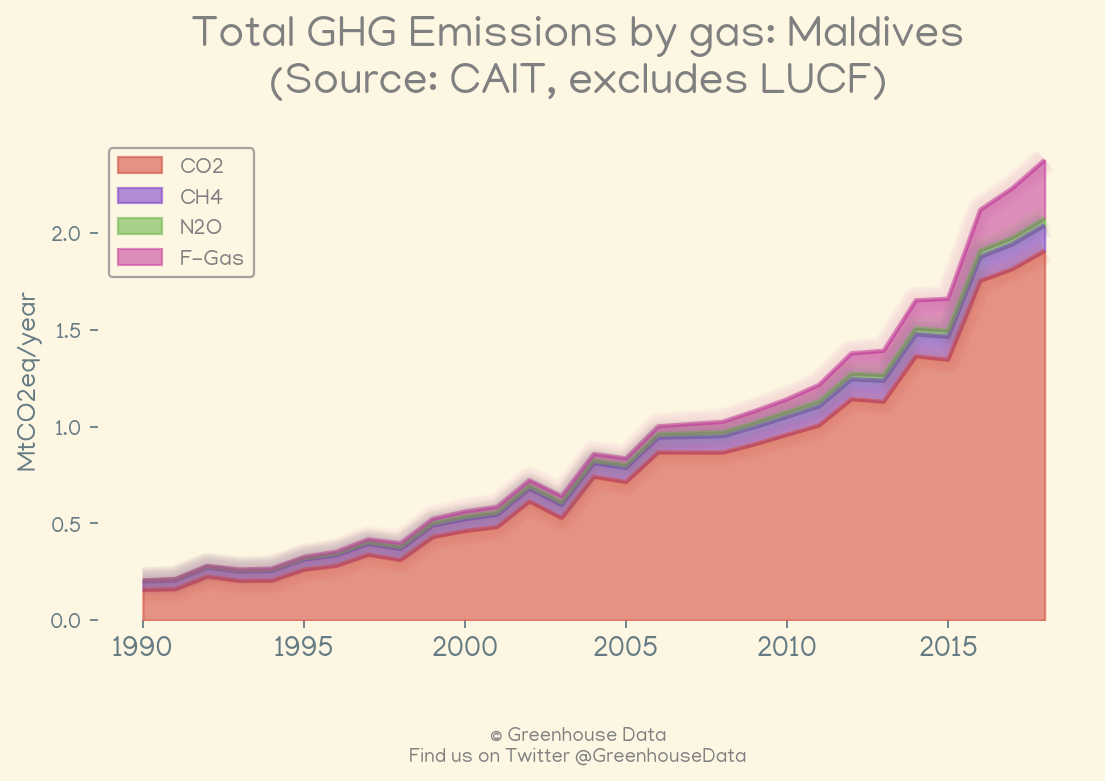 Total GHG Emissions by gas: Maldives
(Source: CAIT, excludes LUCF)
CO2
CH4
N2O
F-Gas
MtCO2eq/year
2.0
1.5
1.0
0.5
0.0
1990 1995 2000 2005 2010 2015
© Greenhouse Data
Find us on Twitter @GreenhouseData